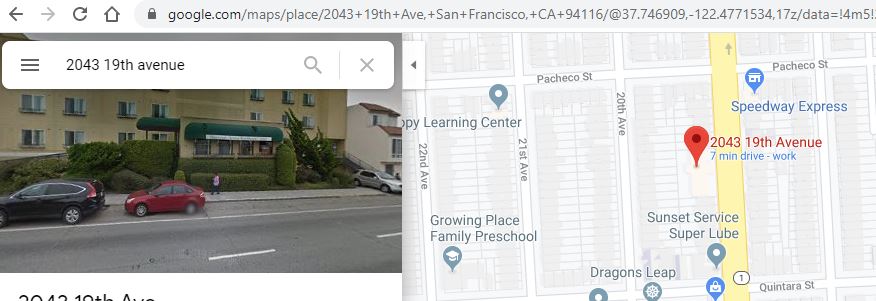 google.com/maps/place/2043+19th+Ave,+San+Francisco,+CA+94116/@37.746909,-122.4771534,17z/data=!4m5!
2043 19th avenue
2043 19th Ave
Pacheco St
Pacheco St
Speedway Express
opy Learning Center
20th Ave
21st Ave
22nd Ave
2043 19th Avenue
7 min drive - work
Growing Place
Family Preschool
Sunset Service
Super Lube
Dragons Leap
1
Quintara St